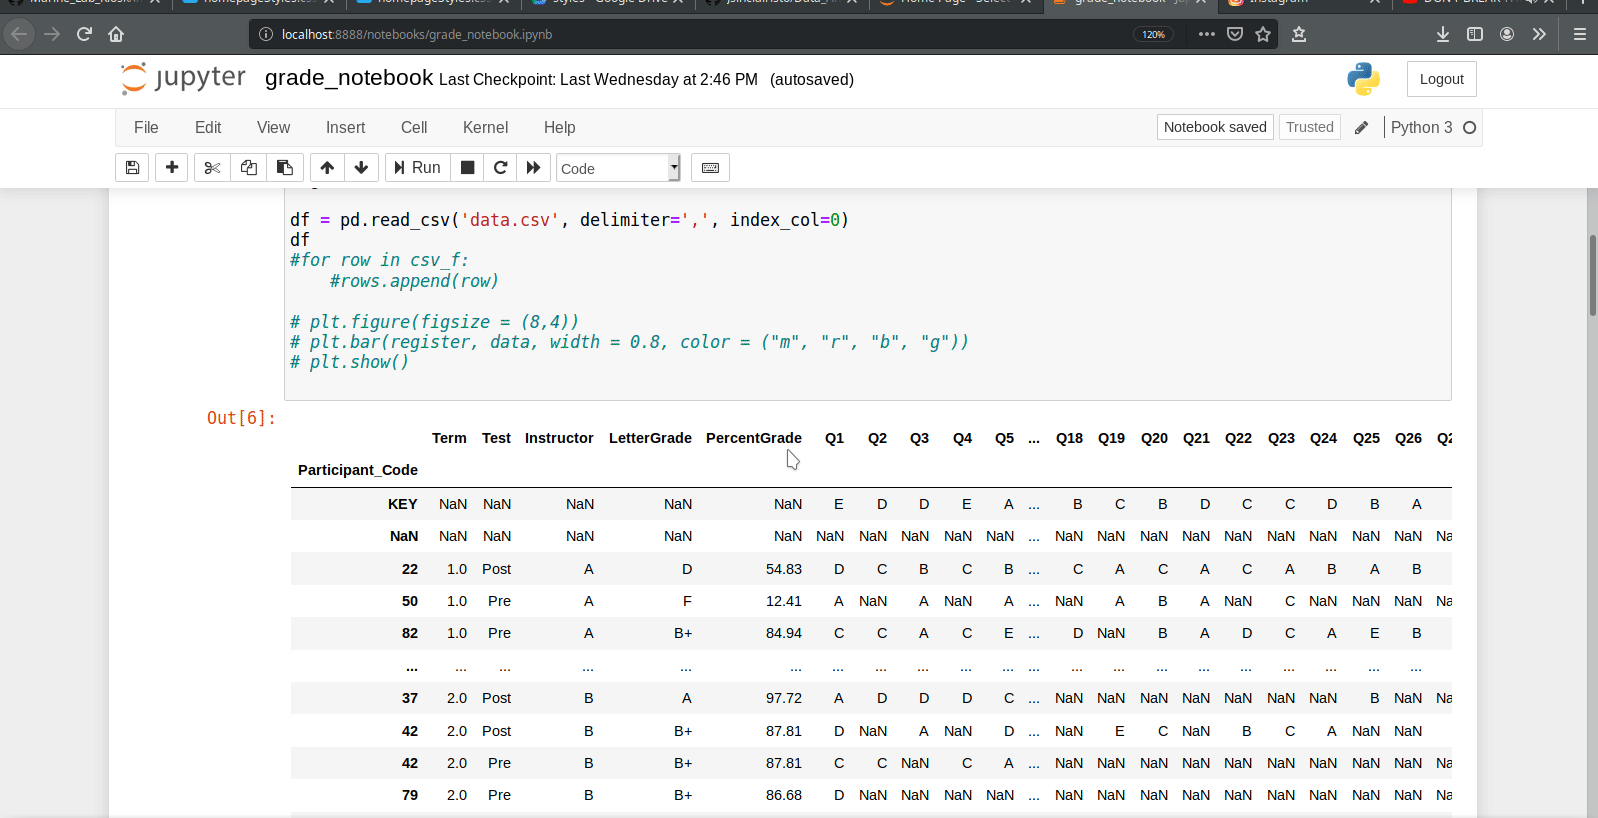 localhost:8888/notebooks/grade_notebook.ipynb 120%
jupyter grade_notebook Last Checkpoint: Last Wednesday at 2:46 PM (autosaved) Logout
File Edit View Insert Cell Kernel Help Notebook saved Trusted Python 3
Run Code
df = pd.read_csv('data.csv', delimiter=',', index_col=0)
df
#for row in csv_f:
    #rows.append(row)
# plt.figure(figsize = (8,4))
# plt.bar(register, data, width = 0.8, color = ("m", "r", "b", "g"))
# plt.show()
Out[6]:
Term Test Instructor LetterGrade PercentGrade Q1 Q2 Q3 Q4 Q5 ... Q18 Q19 Q20 Q21 Q22 Q23 Q24 Q25 Q26
Participant_Code
KEY NaN NaN NaN NaN NaN E D D E A ... B C B D C C D B A
NaN NaN NaN NaN NaN NaN NaN NaN NaN NaN NaN ... NaN NaN NaN NaN NaN NaN NaN NaN NaN
22 1.0 Post A D 54.83 D C B C B ... C A C A C A B A B
50 1.0 Pre A F 12.41 A NaN A NaN A ... NaN A B A NaN C NaN NaN NaN
82 1.0 Pre A B+ 84.94 C C A C E ... D NaN B A D C A E B
... ... ... ... ... ... ... ... ... ... ... ... ... ... ... ... ... ... ... ... ...
37 2.0 Post B A 97.72 A D D D C ... NaN NaN NaN NaN NaN NaN NaN B NaN
42 2.0 Post B B+ 87.81 D NaN A NaN D ... NaN E C NaN B C A NaN NaN
42 2.0 Pre B B+ 87.81 C C NaN C A ... NaN NaN NaN NaN NaN NaN NaN NaN NaN
79 2.0 Pre B B+ 86.68 D NaN NaN NaN NaN ... NaN NaN NaN NaN NaN NaN NaN NaN NaN